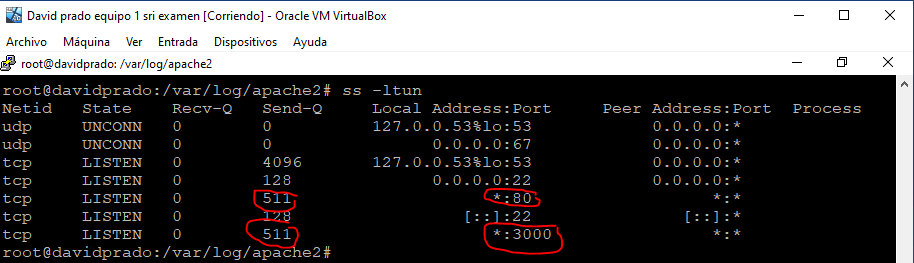 David prado equipo 1 sri examen [Corriendo] - Oracle VM VirtualBox
Archivo Máquina Ver Entrada Dispositivos Ayuda
root@davidprado: /var/log/apache2
root@davidprado:/var/log/apache2# ss -ltun
Netid State Recv-Q Send-Q Local Address:Port Peer Address:Port Process
udp UNCONN 0 0 127.0.0.53%lo:53 0.0.0.0:*
udp UNCONN 0 0 0.0.0.0:67 0.0.0.0:*
tcp LISTEN 0 4096 127.0.0.53%lo:53 0.0.0.0:*
tcp LISTEN 0 128 0.0.0.0:22 0.0.0.0:*
tcp LISTEN 0 511 *:80 *:*
tcp LISTEN 0 128 [::]:22 [::]:*
tcp LISTEN 0 511 *:3000 *:*
root@davidprado:/var/log/apache2#